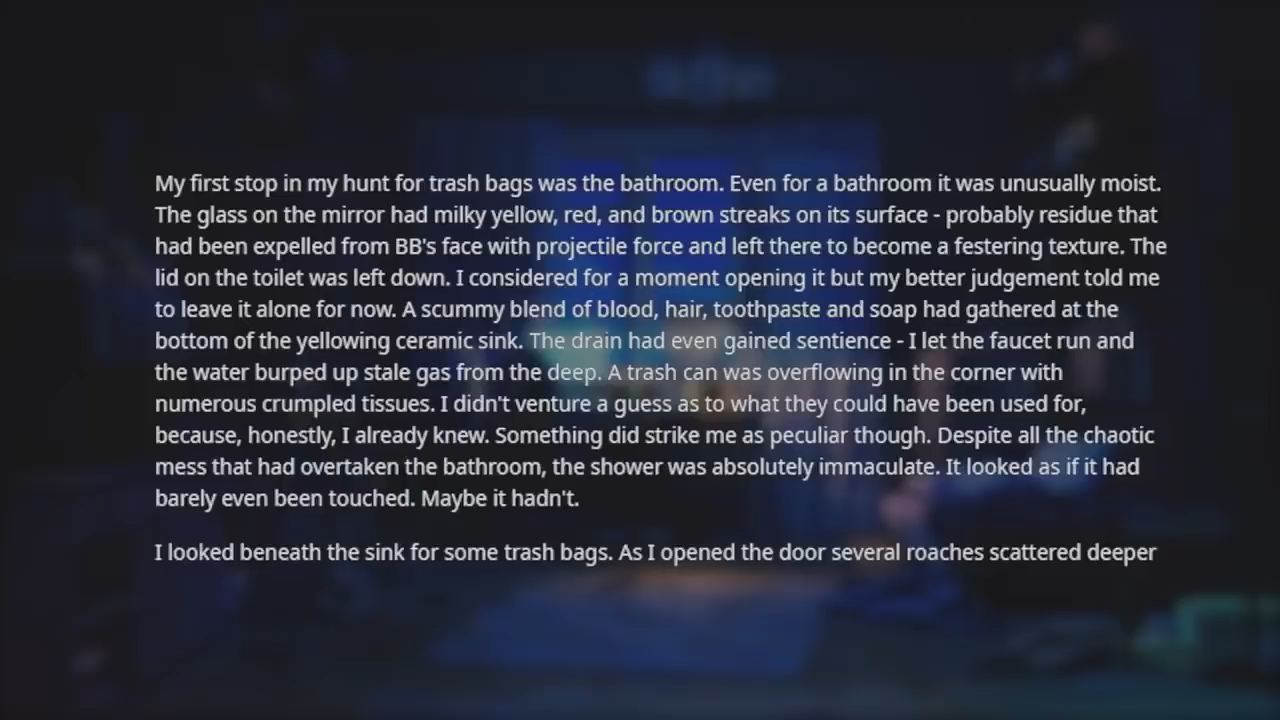 My first stop in my hunt for trash bags was the bathroom. Even for a bathroom it was unusually moist.
The glass on the mirror had milky yellow, red, and brown streaks on its surface - probably residue that
had been expelled from BB's face with projectile force and left there to become a festering texture. The
lid on the toilet was left down. I considered for a moment opening it but my better judgement told me
to leave it alone for now. A scummy blend of blood, hair, toothpaste and soap had gathered at the
bottom of the yellowing ceramic sink. The drain had even gained sentience - I let the faucet run and
the water burped up stale gas from the deep. A trash can was overflowing in the corner with
numerous crumpled tissues. I didn't venture a guess as to what they could have been used for,
because, honestly, I already knew. Something did strike me as peculiar though. Despite all the chaotic
mess that had overtaken the bathroom, the shower was absolutely immaculate. It looked as if it had
barely even been touched. Maybe it hadn't.
I looked beneath the sink for some trash bags. As I opened the door several roaches scattered deeper